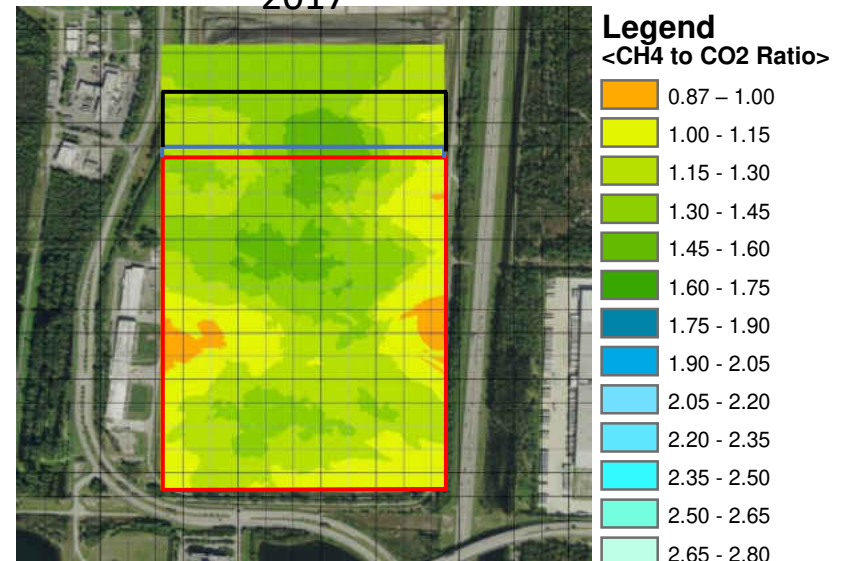 2017
Legend
<CH4 to CO2 Ratio>
0.87 – 1.00
1.00 - 1.15
1.15 - 1.30
1.30 - 1.45
1.45 - 1.60
1.60 - 1.75
1.75 - 1.90
1.90 - 2.05
2.05 - 2.20
2.20 - 2.35
2.35 - 2.50
2.50 - 2.65
2.65 - 2.80